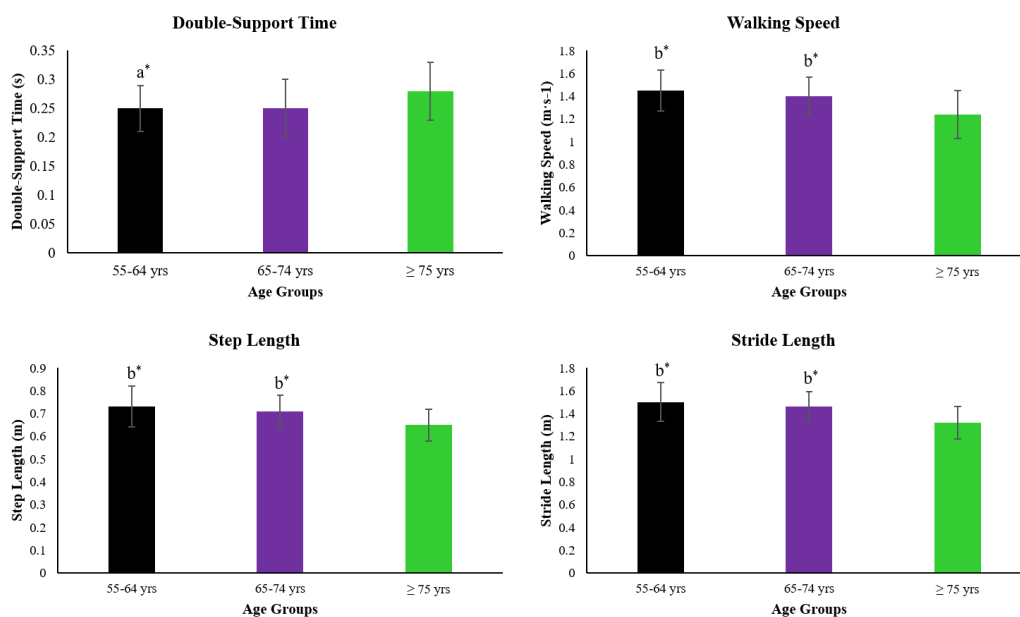 Double-Support Time
Double-Support Time (s)
0.35
0.3
0.25
0.2
0.15
0.1
0.05
0
a*
55-64 yrs
65-74 yrs
≥ 75 yrs
Age Groups
Walking Speed
Walking Speed (m·s-1)
1.8
1.6
1.4
1.2
1
0.8
0.6
0.4
0.2
0
b*
b*
55-64 yrs
65-74 yrs
≥ 75 yrs
Age Groups
Step Length
Step Length (m)
0.9
0.8
0.7
0.6
0.5
0.4
0.3
0.2
0.1
0
b*
b*
55-64 yrs
65-74 yrs
≥ 75 yrs
Age Groups
Stride Length
Stride Length (m)
1.8
1.6
1.4
1.2
1
0.8
0.6
0.4
0.2
0
b*
b*
55-64 yrs
65-74 yrs
≥ 75 yrs
Age Groups